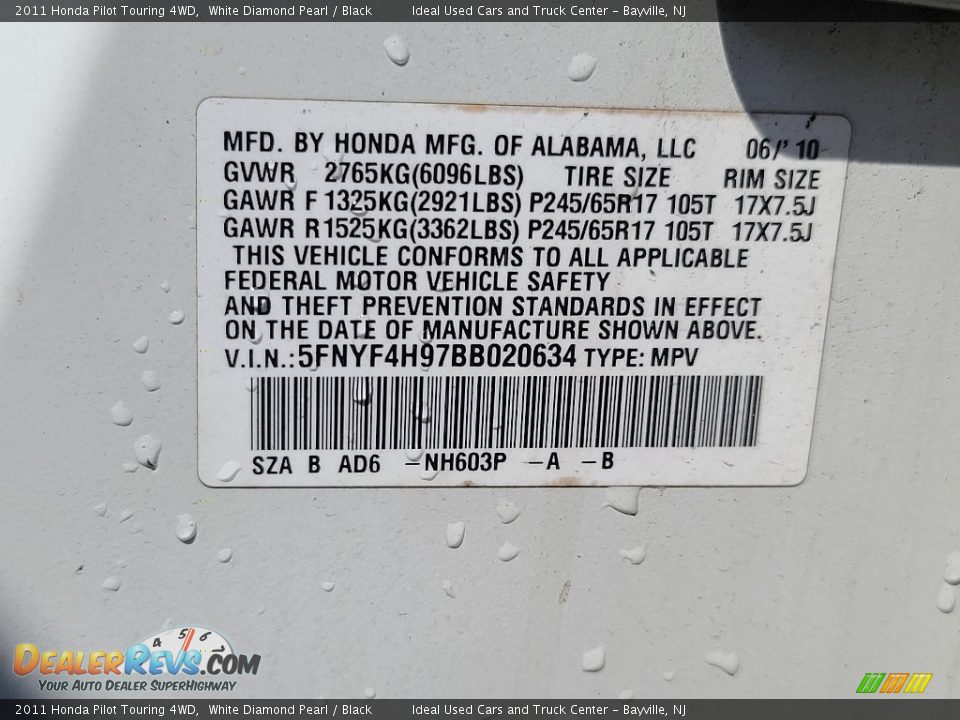 2011 Honda Pilot Touring 4WD, White Diamond Pearl / Black Ideal Used Cars and Truck Center - Bayville, NJ
MFD. BY HONDA MFG. OF ALABAMA, LLC 06/'10
GVWR 2765KG(6096LBS) TIRE SIZE RIM SIZE
GAWR F 1325KG(2921LBS) P245/65R17 105T 17X7.5J
GAWR R 1525KG(3362LBS) P245/65R17 105T 17X7.5J
THIS VEHICLE CONFORMS TO ALL APPLICABLE
FEDERAL MOTOR VEHICLE SAFETY
AND THEFT PREVENTION STANDARDS IN EFFECT
ON THE DATE OF MANUFACTURE SHOWN ABOVE.
V.I.N.: 5FNYF4H97BB020634 TYPE: MPV
SZA B AD6 –NH603P –A –B
4 5 6 7
DEALERREVS.COM
YOUR AUTO DEALER SUPERHIGHWAY
2011 Honda Pilot Touring 4WD, White Diamond Pearl / Black Ideal Used Cars and Truck Center - Bayville, NJ